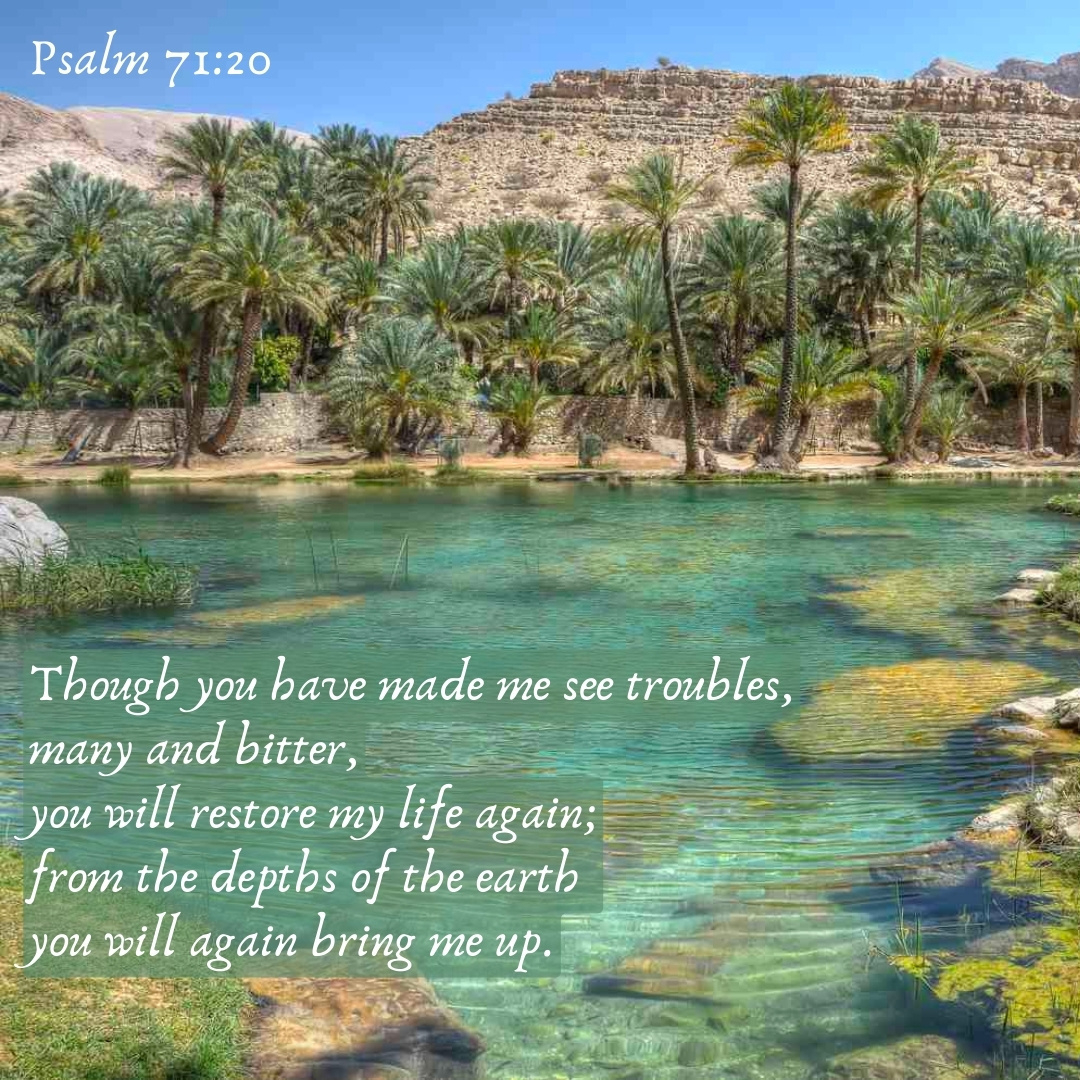 Psalm 71:20
Though you have made me see troubles,
many and bitter,
you will restore my life again;
from the depths of the earth
you will again bring me up.